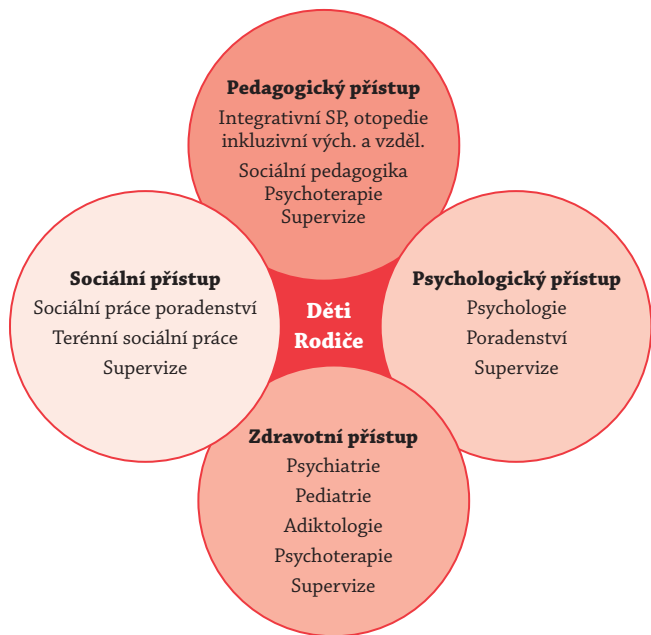 Pedagogický přístup
Integrativní SP, otopedie
inkluzivní vých. a vzděl.
Sociální pedagogika
Psychoterapie
Supervize
Sociální přístup
Sociální práce poradenství
Terénní sociální práce
Supervize
Děti
Rodiče
Psychologický přístup
Psychologie
Poradenství
Supervize
Zdravotní přístup
Psychiatrie
Pediatrie
Adiktologie
Psychoterapie
Supervize